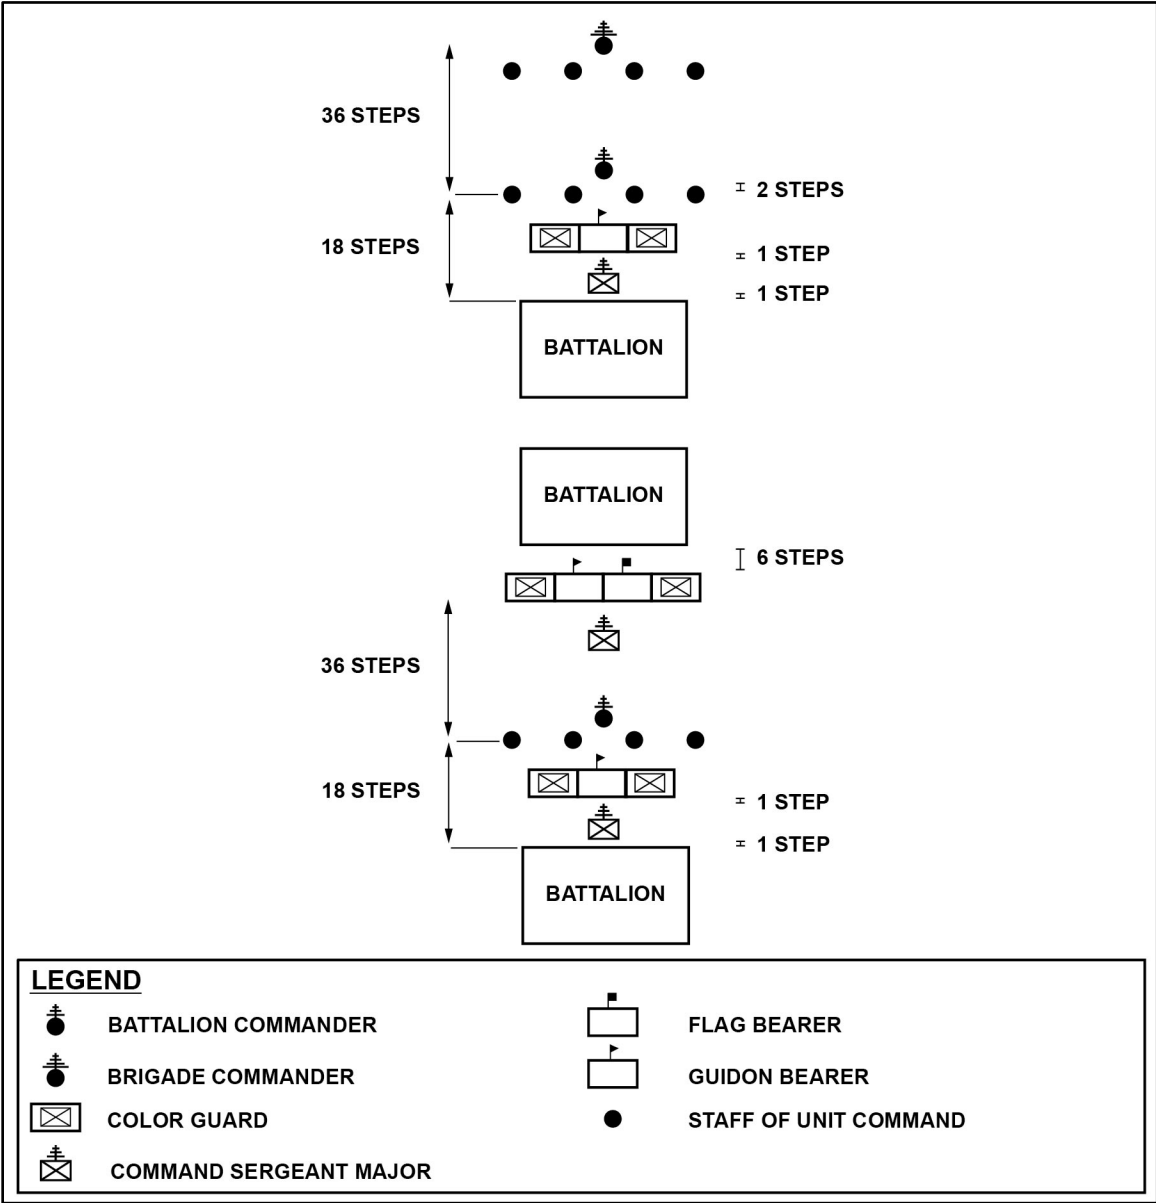 36 STEPS
2 STEPS
18 STEPS
1 STEP
1 STEP
BATTALION
BATTALION
6 STEPS
36 STEPS
18 STEPS
1 STEP
1 STEP
BATTALION
LEGEND
BATTALION COMMANDER
BRIGADE COMMANDER
COLOR GUARD
COMMAND SERGEANT MAJOR
FLAG BEARER
GUIDON BEARER
STAFF OF UNIT COMMAND